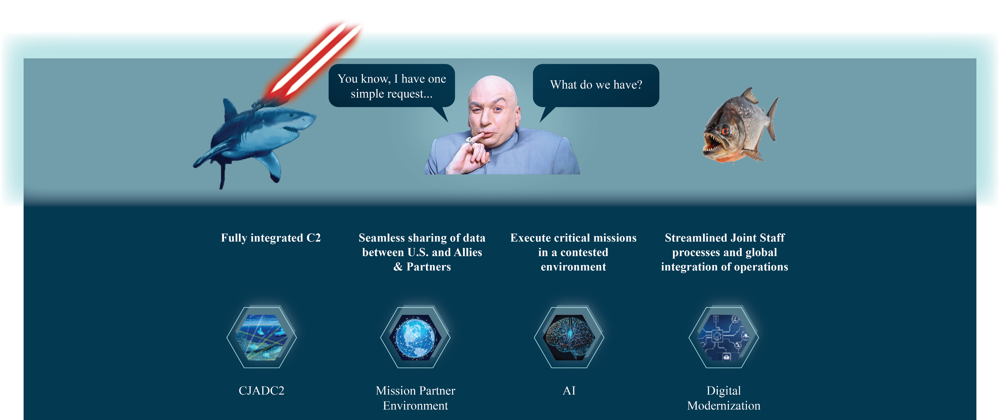 You know, I have one
simple request...
What do we have?
Fully integrated C2
Seamless sharing of data
between U.S. and Allies
& Partners
Execute critical missions
in a contested
environment
Streamlined Joint Staff
processes and global
integration of operations
CJADC2
Mission Partner
Environment
AI
Digital
Modernization